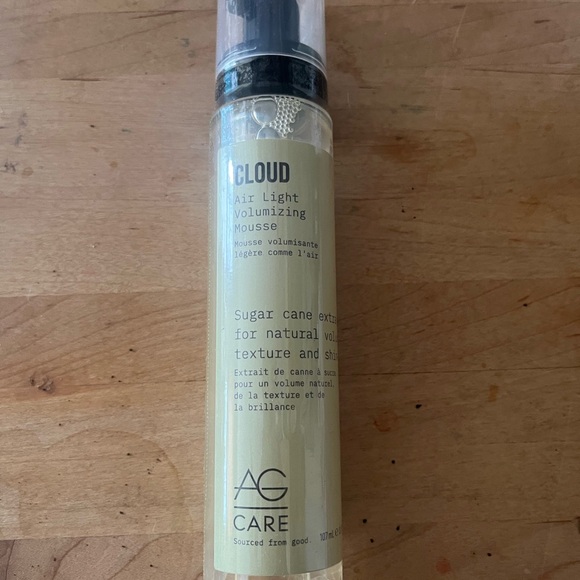 CLOUD
Air Light
Volumizing
Mousse
Mousse volumisante
légère comme l'air
Sugar cane
for natural
texture and
Extrait de canne à sucre
pour un volume naturel,
de la texture et de
la brillance
AG
CARE
Sourced from good.